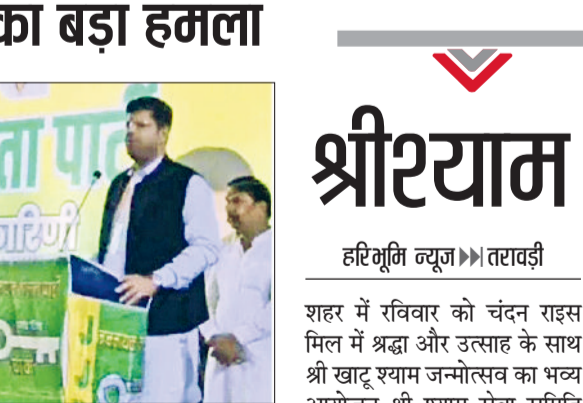 का बड़ा हमला
ता पार्टी
कारिणी
श्रीश्याम
हरिभूमि न्यूज
तरावड़ी
शहर में रविवार को चंदन राइस
मिल में श्रद्धा और उत्साह के साथ
श्री खाटू श्याम जन्मोत्सव का भव्य